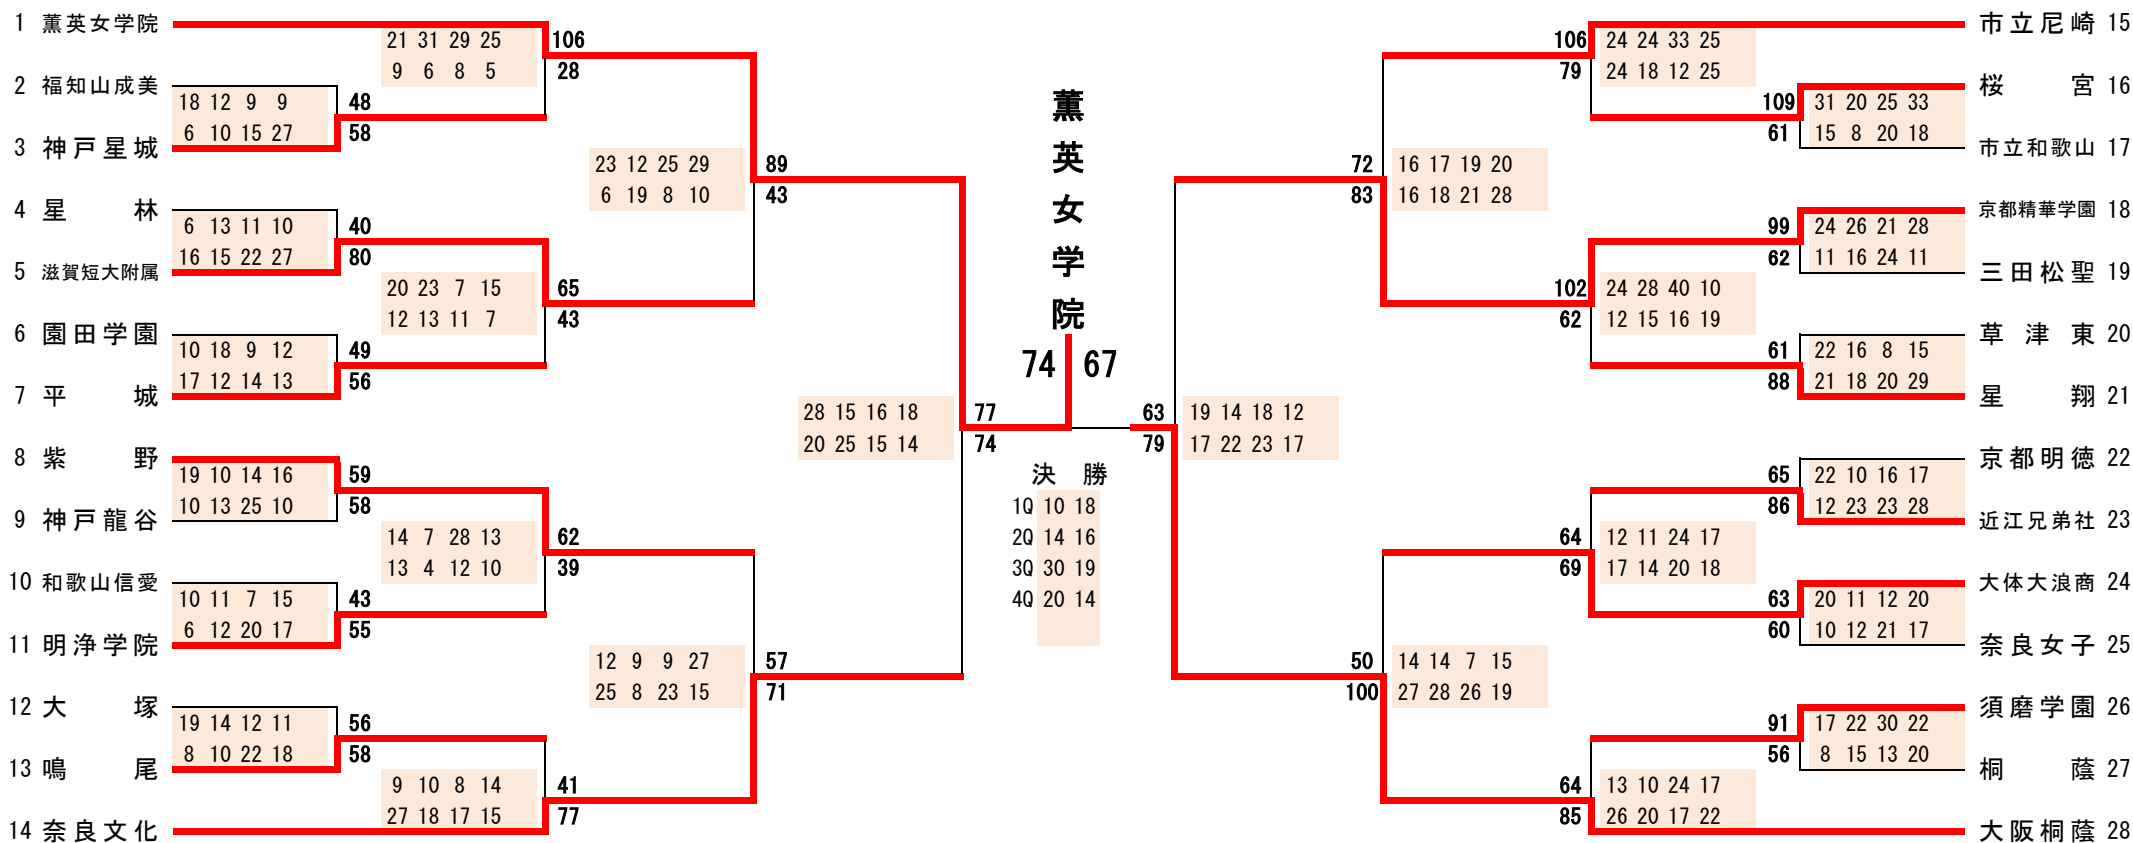 1 薫英女学院
21 31 29 25
9 6 8 5
106
28
2 福知山成美
18 12 9 9
6 10 15 27
48
58
3 神戸星城
23 12 25 29
6 19 8 10
89
43
4 星 林
6 13 11 10
16 15 22 27
40
80
5 滋賀短大附属
20 23 7 15
12 13 11 7
65
43
6 園田学園
10 18 9 12
17 12 14 13
49
56
7 平 城
28 15 16 18
20 25 15 14
77
74
8 紫 野
19 10 14 16
10 13 25 10
59
58
9 神戸龍谷
14 7 28 13
13 4 12 10
62
39
10 和歌山信愛
10 11 7 15
6 12 20 17
43
55
11 明浄学院
12 9 9 27
25 8 23 15
57
71
12 大 塚
19 14 12 11
8 10 22 18
56
58
13 鳴 尾
9 10 8 14
27 18 17 15
41
77
14 奈良文化
薫英女学院
74 67
決 勝
1Q 10 18
2Q 14 16
3Q 30 19
4Q 20 14
市立尼崎 15
106
79
24 24 33 25
24 18 12 25
桜 宮 16
109
61
31 20 25 33
15 8 20 18
市立和歌山 17
72
83
16 17 19 20
16 18 21 28
京都精華学園 18
99
62
24 26 21 28
11 16 24 11
三田松聖 19
102
62
24 28 40 10
12 15 16 19
草津東 20
61
88
22 16 8 15
21 18 20 29
星 翔 21
63
79
19 14 18 12
17 22 23 17
京都明徳 22
65
86
22 10 16 17
12 23 23 28
近江兄弟社 23
64
69
12 11 24 17
17 14 20 18
大体大浪商 24
63
60
20 11 12 20
10 12 21 17
奈良女子 25
50
100
14 14 7 15
27 28 26 19
須磨学園 26
91
56
17 22 30 22
8 15 13 20
桐 蔭 27
64
85
13 10 24 17
26 20 17 22
大阪桐蔭 28